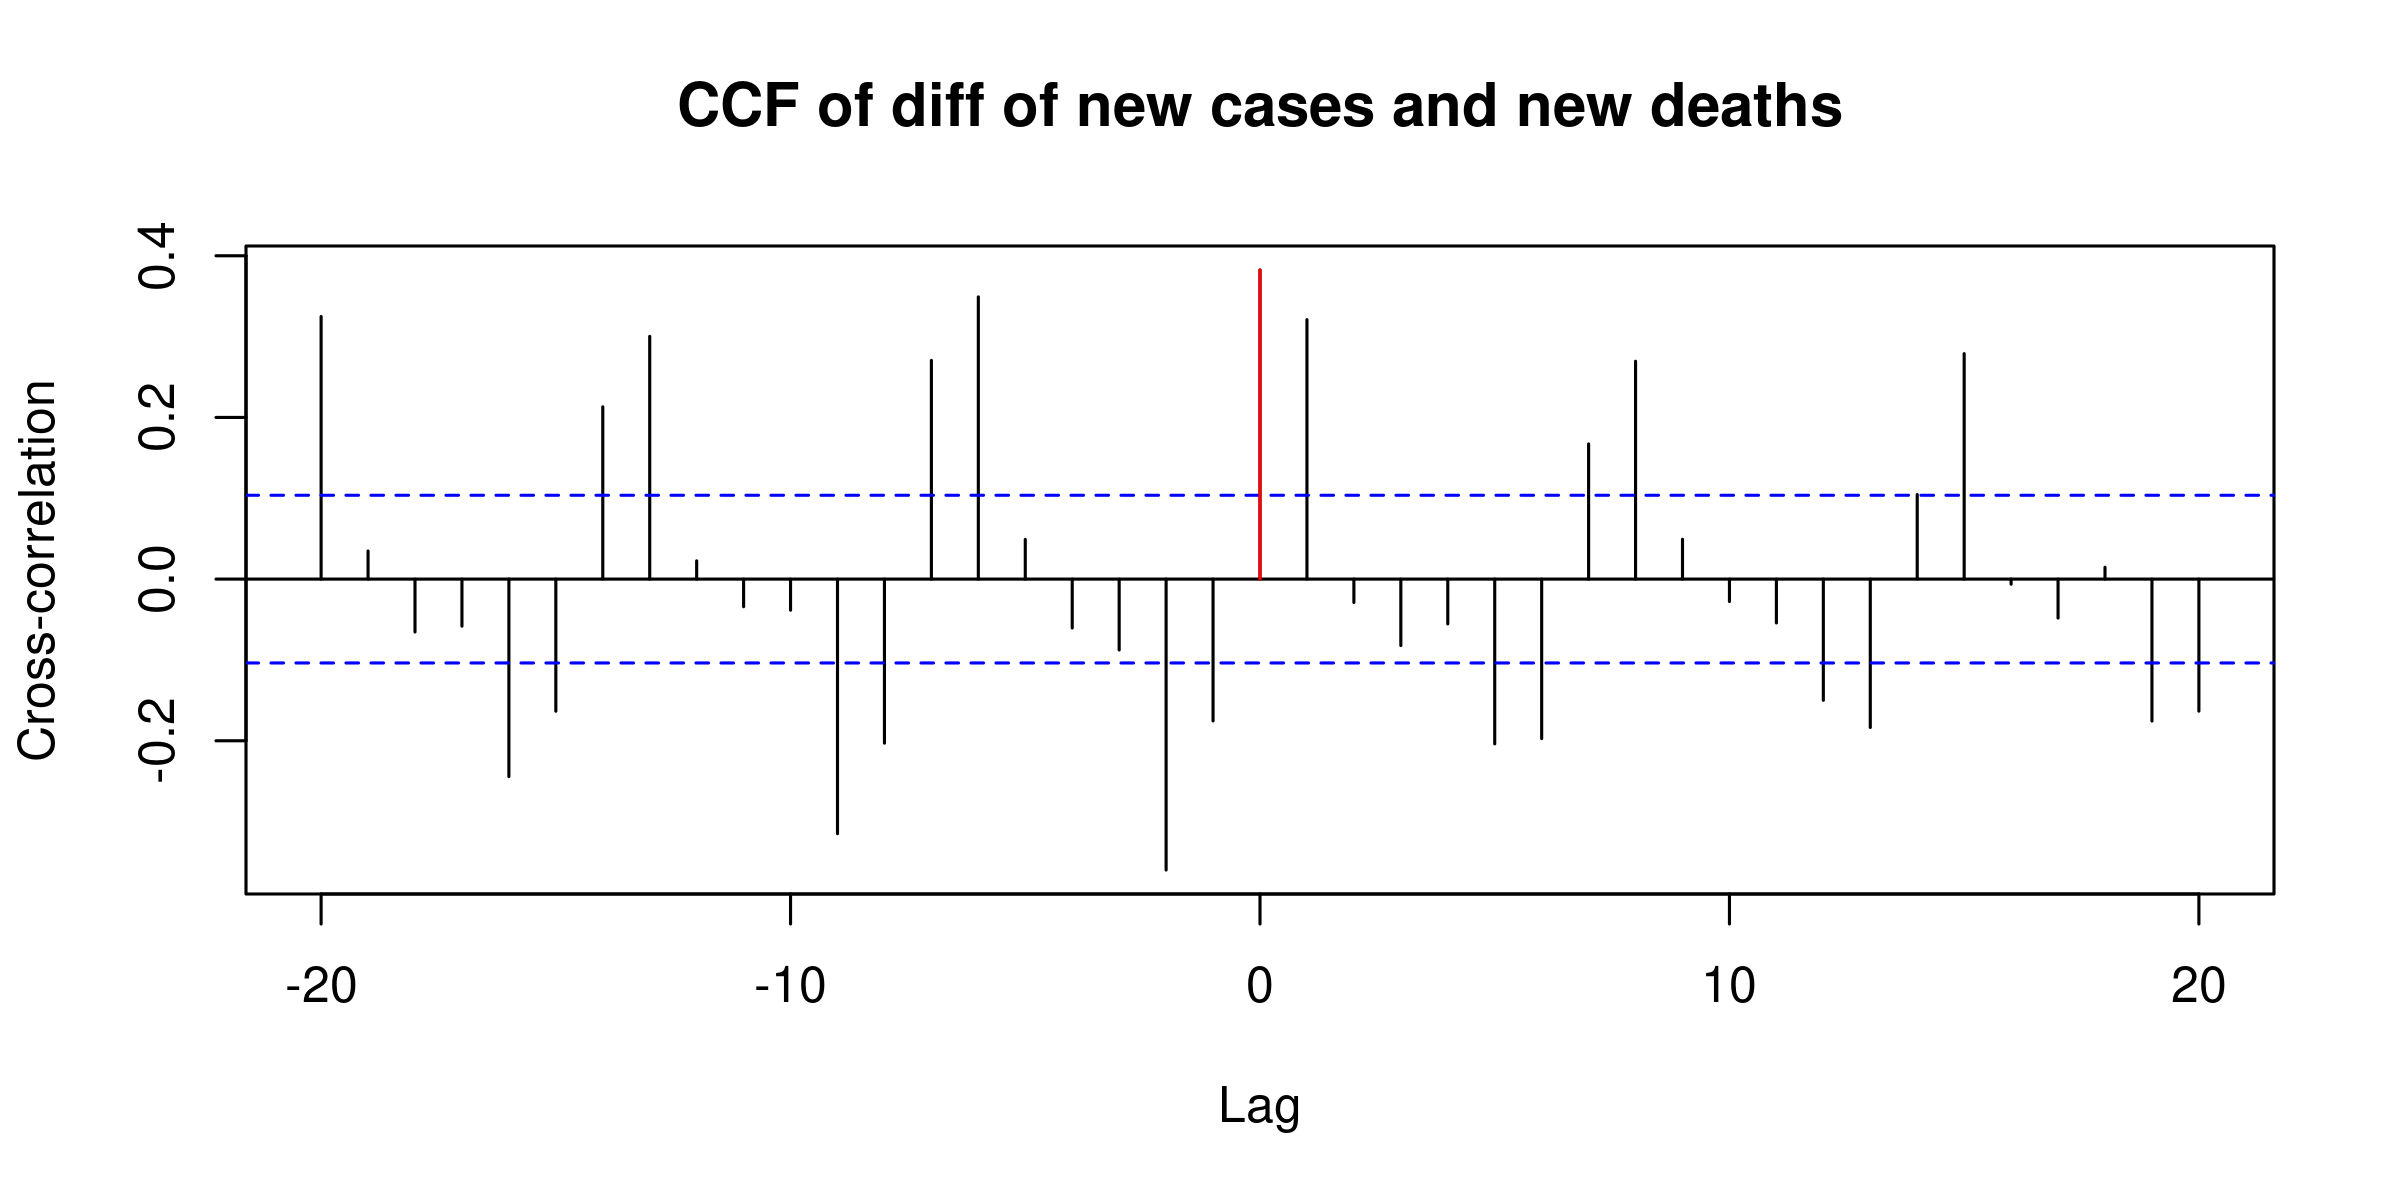 CCF of diff of new cases and new deaths
Cross-correlation
0.4
0.2
0.0
-0.2
-20 -10 0 10 20
Lag